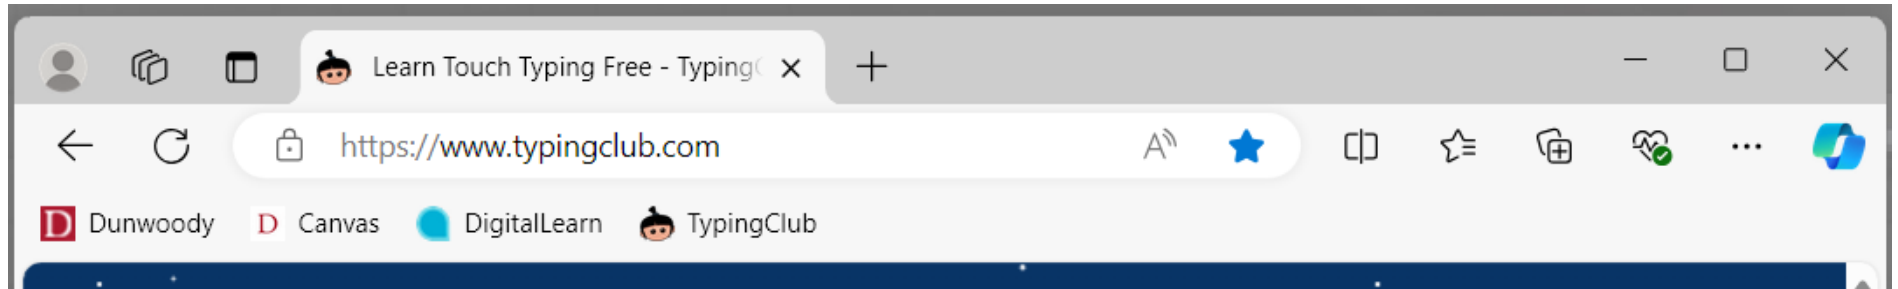 Learn Touch Typing Free - Typing
https://www.typingclub.com
D Dunwoody D Canvas DigitalLearn TypingClub